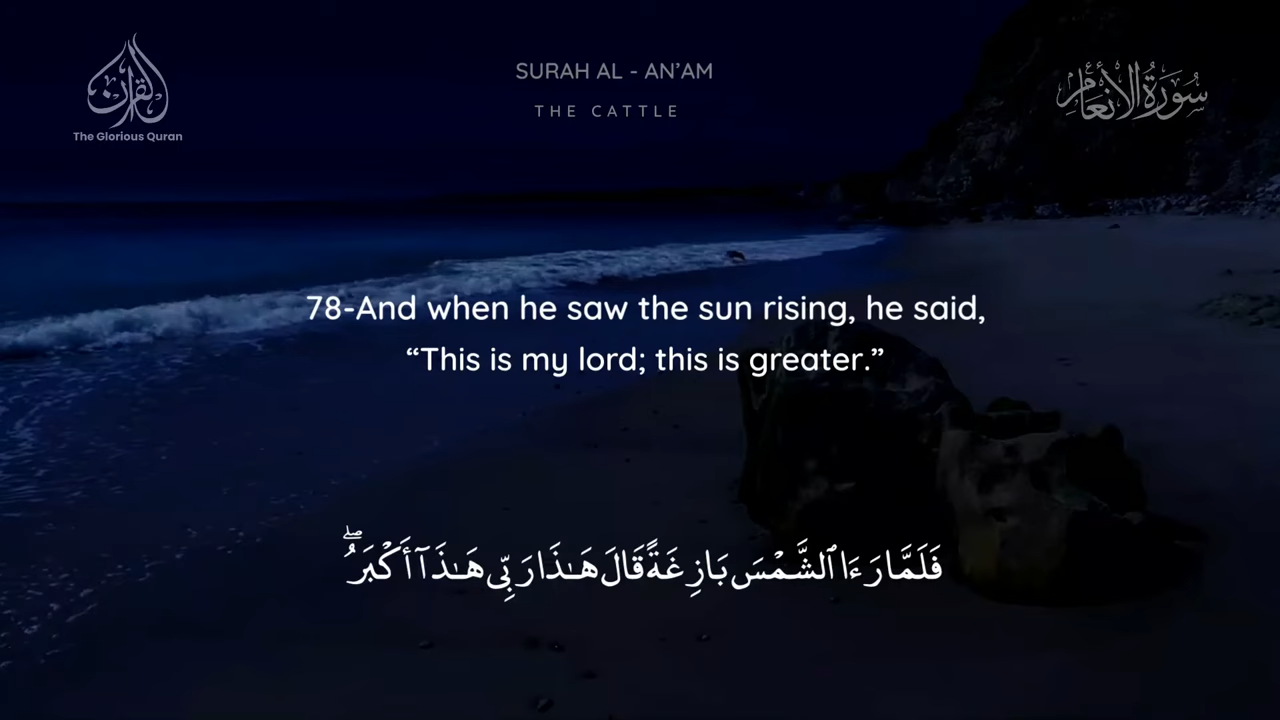 القرآن
The Glorious Quran
SURAH AL - AN’AM
THE CATTLE
سُورَةُ الأَنْعَام
78-And when he saw the sun rising, he said,
“This is my lord; this is greater.”
فَلَمَّا رَءَا ٱلشَّمْسَ بَازِغَةً قَالَ هَـٰذَا رَبِّى هَـٰذَآ أَكْبَرُ ۖ